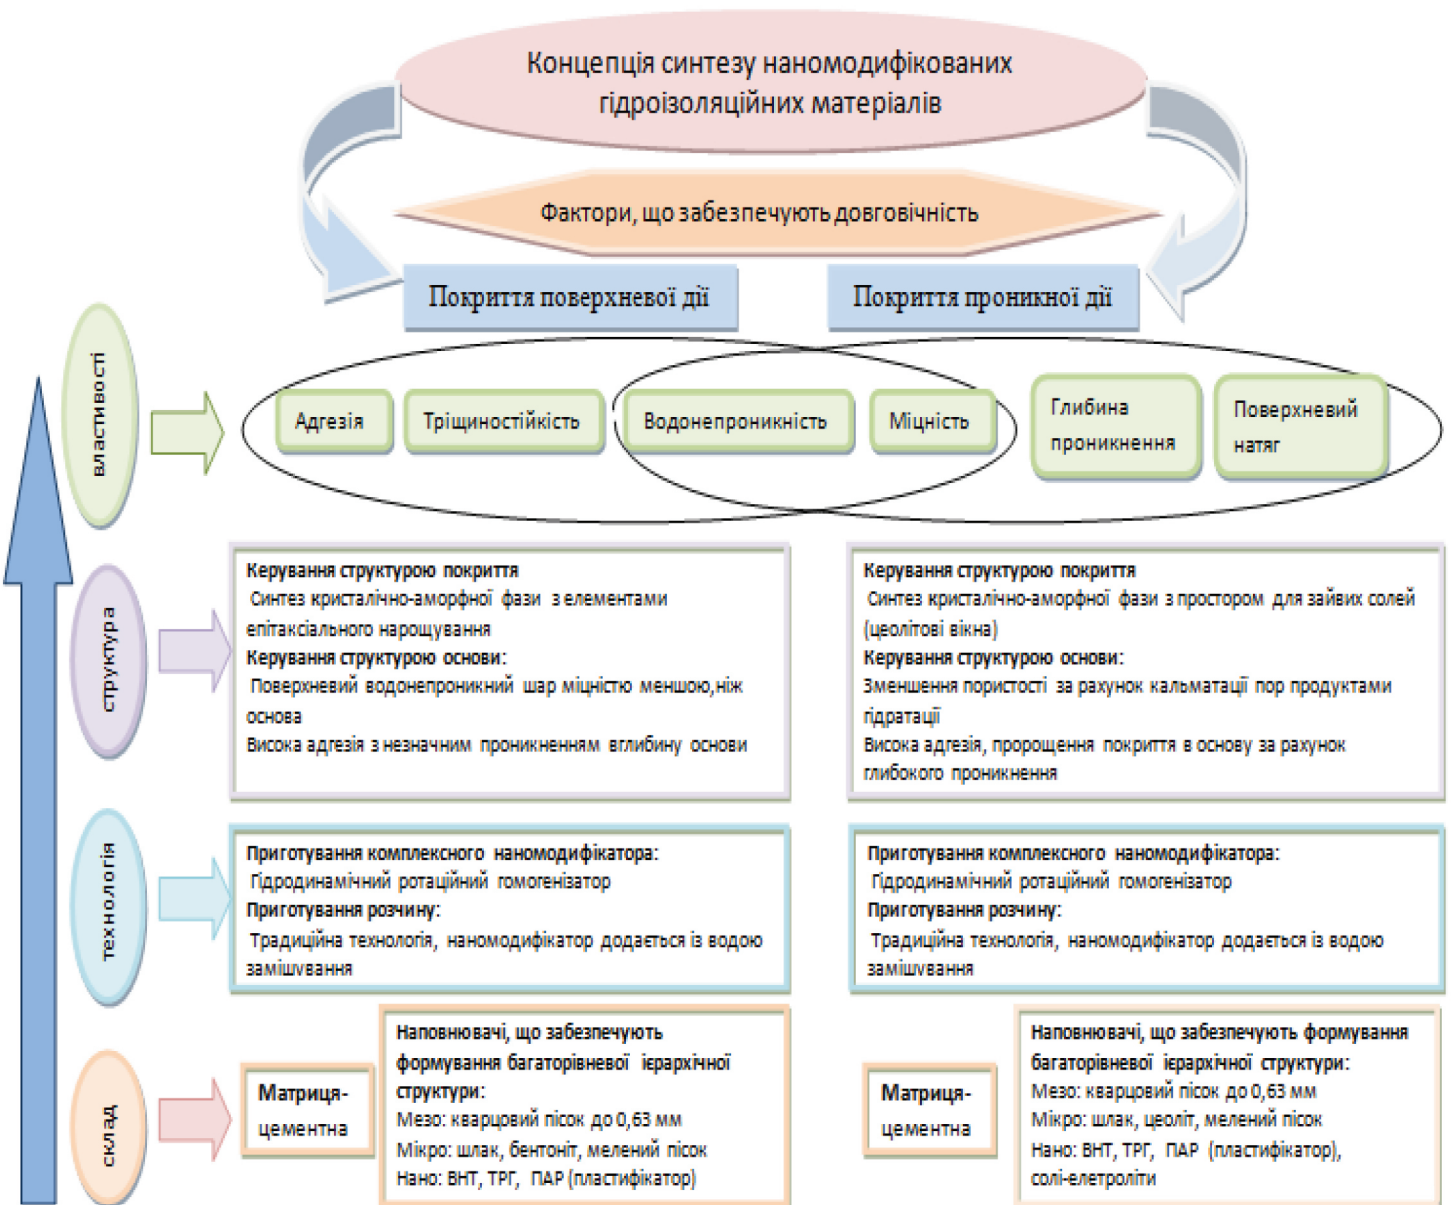 Концепція синтезу наномодифікованих
гідроізоляційних матеріалів
Фактори, що забезпечують довговічність
Покриття поверхневої дії
Покриття проникної дії
властивості
Адгезія
Тріщиностійкість
Водонепроникність
Міцність
Глибина
проникнення
Поверхневий
натяг
структура
Керування структурою покриття
Синтез кристалічно-аморфної фази з елементами
епітаксіального нарощування
Керування структурою основи:
Поверхневий водонепроникний шар міцністю меншою,ніж
основа
Висока адгезія з незначним проникненням вглибину основи
Керування структурою покриття
Синтез кристалічно-аморфної фази з простором для зайвих солей
(цеолітові вікна)
Керування структурою основи:
Зменшення пористості за рахунок кальматації пор продуктами
гідратації
Висока адгезія, пророщення покриття в основу за рахунок
глибокого проникнення
технологія
Приготування комплексного наномодифікатора:
Гідродинамічний ротаційний гомогенізатор
Приготування розчину:
Традиційна технологія, наномодифікатор додається із водою
замішування
Приготування комплексного наномодифікатора:
Гідродинамічний ротаційний гомогенізатор
Приготування розчину:
Традиційна технологія, наномодифікатор додається із водою
замішування
склад
Матриця-
цементна
Наповнювачі, що забезпечують
формування багаторівневої ієрархічної
структури:
Мезо: кварцовий пісок до 0,63 мм
Мікро: шлак, бентоніт, мелений пісок
Нано: ВНТ, ТРГ, ПАР (пластифікатор)
Матриця-
цементна
Наповнювачі, що забезпечують формування
багаторівневої ієрархічної структури:
Мезо: кварцовий пісок до 0,63 мм
Мікро: шлак, цеоліт, мелений пісок
Нано: ВНТ, ТРГ, ПАР (пластифікатор),
солі-елетроліти